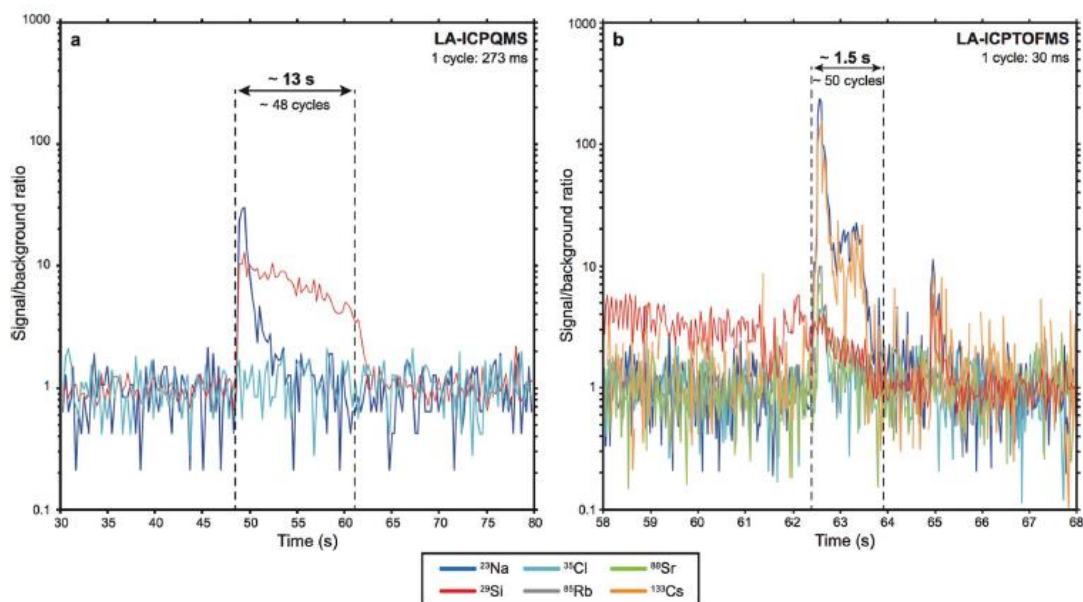 a
LA-ICPQMS
1 cycle: 273 ms
~ 13 s
~ 48 cycles
Signal/background ratio
1000
100
10
1
0.1
30 35 40 45 50 55 60 65 70 75 80
Time (s)
b
LA-ICPTOFMS
1 cycle: 30 ms
~ 1.5 s
~ 50 cycles
Signal/background ratio
1000
100
10
1
0.1
58 59 60 61 62 63 64 65 66 67 68
Time (s)
²³Na ³⁵Cl ⁸⁸Sr
²⁹Si ⁸⁵Rb ¹³³Cs